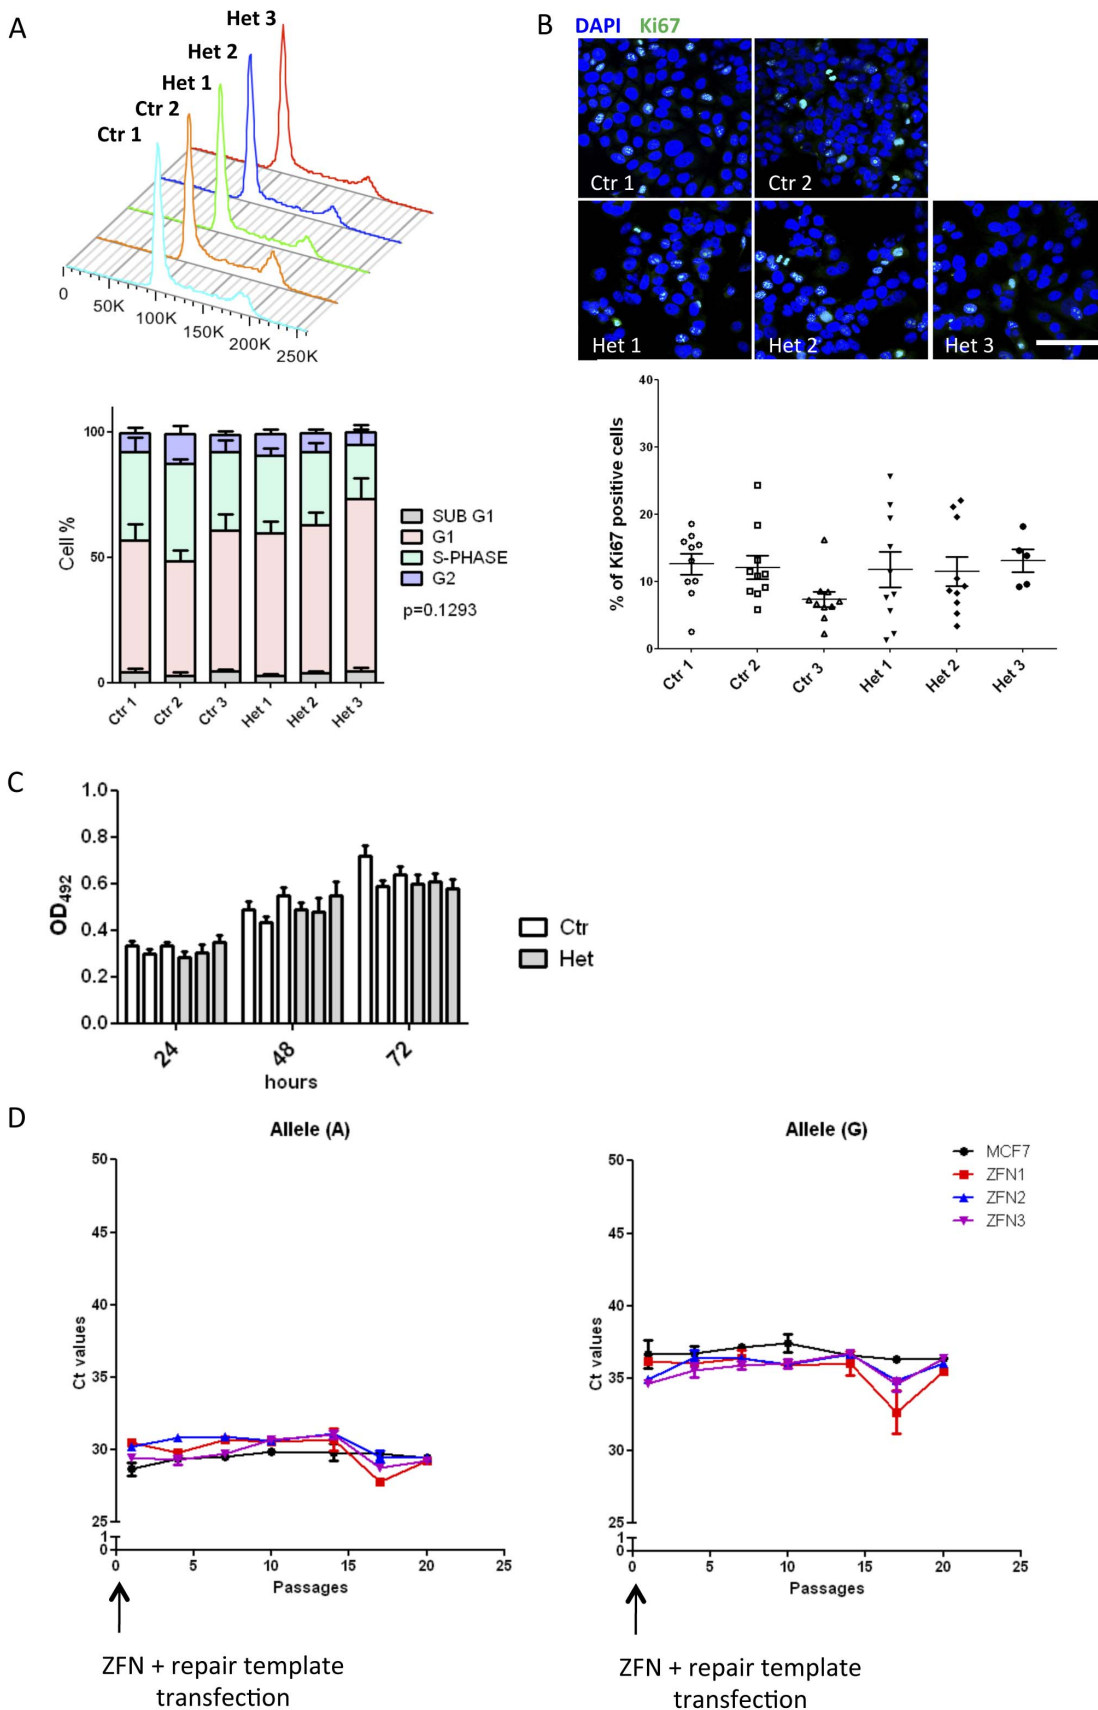 A
Het 3
Het 2
Het 1
Ctr 2
Ctr 1
0
50K
100K
150K
200K
250K
100
50
0
Cell %
SUB G1
G1
S-PHASE
G2
p=0.1293
Ctr 1
Ctr 2
Ctr 3
Het 1
Het 2
Het 3
B
DAPI Ki67
Ctr 1
Ctr 2
Het 1
Het 2
Het 3
40
30
20
10
0
% of Ki67 positive cells
Ctr 1
Ctr 2
Ctr 3
Het 1
Het 2
Het 3
C
1.0
0.8
0.6
0.4
0.2
0.0
OD492
24
48
72
hours
Ctr
Het
D
Allele (A)
50
45
40
35
30
25
1
0
Ct values
0 5 10 15 20 25
Passages
ZFN + repair template
transfection
Allele (G)
MCF7
ZFN1
ZFN2
ZFN3
50
45
40
35
30
25
1
0
Ct values
0 5 10 15 20 25
Passages
ZFN + repair template
transfection